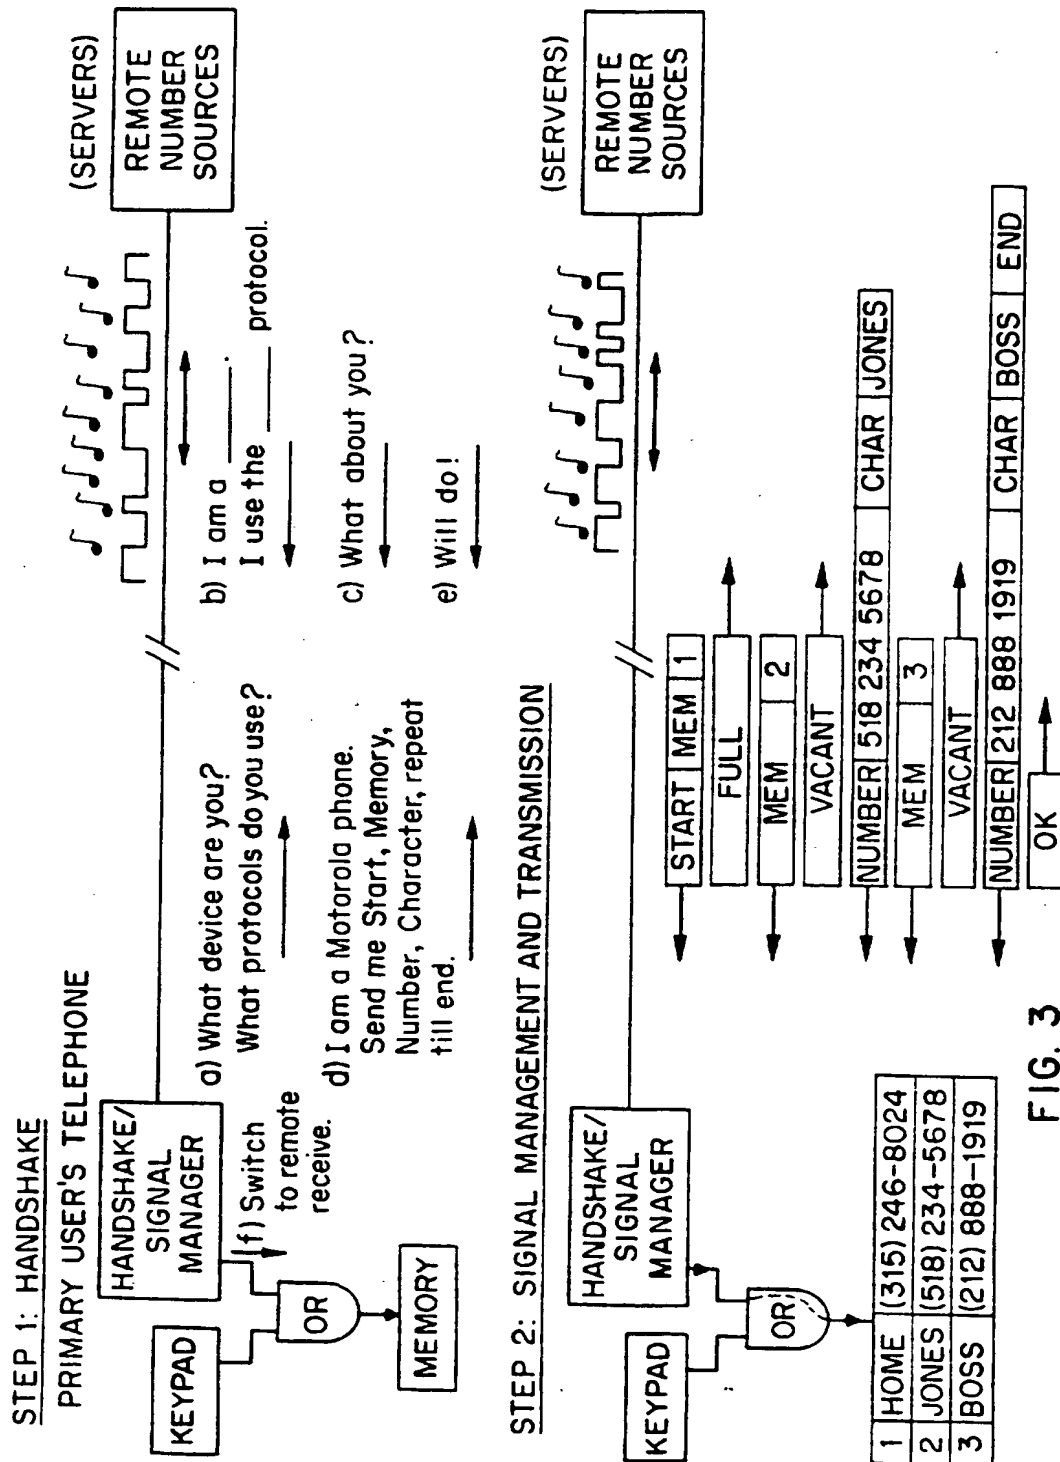 STEP 1: HANDSHAKE
PRIMARY USER'S TELEPHONE
(SERVERS)
KEYPAD
HANDSHAKE/
SIGNAL
MANAGER
REMOTE
NUMBER
SOURCES
OR
MEMORY
f) Switch
to remote
receive.
a) What device are you?
What protocols do you use?
b) I am a ______.
I use the ______ protocol.
c) What about you?
d) I am a Motorola phone.
Send me Start, Memory,
Number, Character, repeat
till end.
e) Will do!
STEP 2: SIGNAL MANAGEMENT AND TRANSMISSION
(SERVERS)
KEYPAD
HANDSHAKE/
SIGNAL
MANAGER
REMOTE
NUMBER
SOURCES
OR
START MEM 1
FULL
MEM 2
VACANT
NUMBER 518 234 5678 CHAR JONES
MEM 3
VACANT
NUMBER 212 888 1919 CHAR BOSS END
OK
1 HOME (315) 246-8024
2 JONES (518) 234-5678
3 BOSS (212) 888-1919
FIG. 3